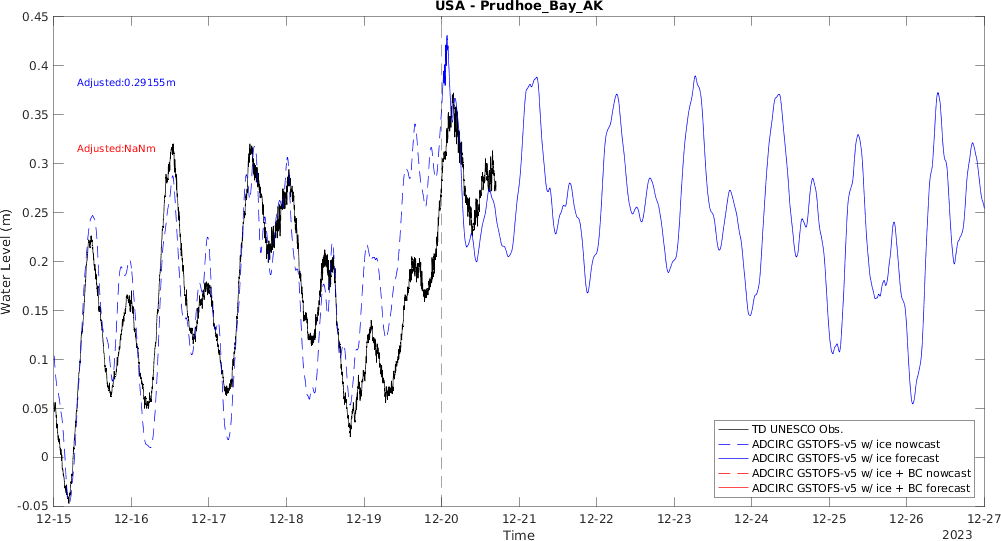 USA - Prudhoe_Bay_AK
0.45
0.4
0.35
0.3
0.25
0.2
0.15
0.1
0.05
0
-0.05
Water Level (m)
Adjusted:0.29155m
Adjusted:NaNm
TD UNESCO Obs.
ADCIRC GSTOFS-v5 w/ ice nowcast
ADCIRC GSTOFS-v5 w/ ice forecast
ADCIRC GSTOFS-v5 w/ ice + BC nowcast
ADCIRC GSTOFS-v5 w/ ice + BC forecast
12-15 12-16 12-17 12-18 12-19 12-20 12-21 12-22 12-23 12-24 12-25 12-26 12-27
Time
2023